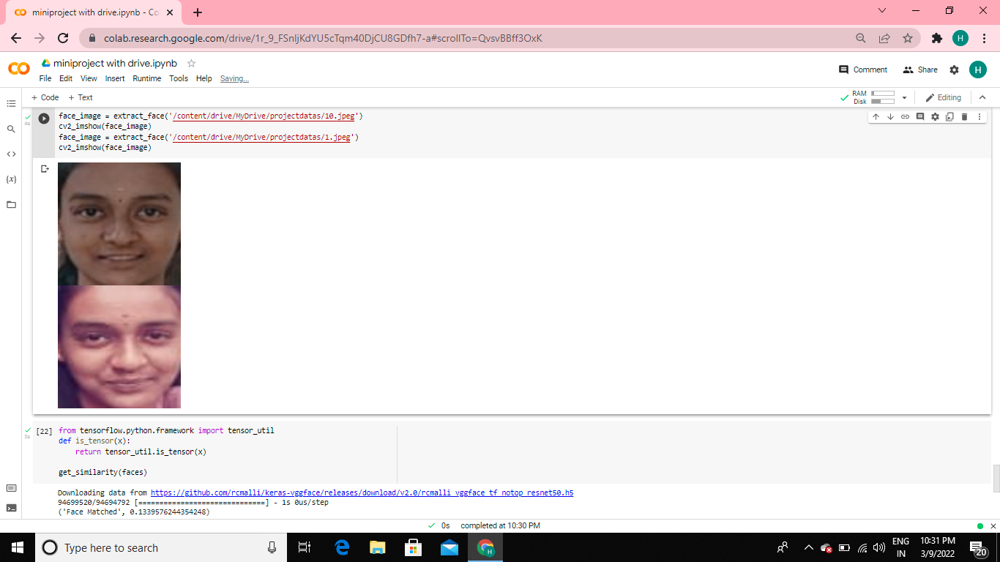 miniproject with drive.ipynb - Co
colab.research.google.com/drive/1r_9_FSnIjKdYU5cTqm40DjCU8GDfh7-a#scrollTo=QvsvBBff3OxK
H
miniproject with drive.ipynb
File Edit View Insert Runtime Tools Help Saving...
Comment Share H
+ Code + Text
RAM
Disk
Editing
4s
face_image = extract_face('/content/drive/MyDrive/projectdatas/10.jpeg')
cv2_imshow(face_image)
face_image = extract_face('/content/drive/MyDrive/projectdatas/1.jpeg')
cv2_imshow(face_image)
{x}
3s
[22] from tensorflow.python.framework import tensor_util
def is_tensor(x):
return tensor_util.is_tensor(x)
get_similarity(faces)
Downloading data from https://github.com/rcmalli/keras-vggface/releases/download/v2.0/rcmalli_vggface_tf_notop_resnet50.h5
94699520/94694792 [==============================] - 1s 0us/step
('Face Matched', 0.1339576244354248)
0s completed at 10:30 PM
Type here to search
H
ENG
IN
10:31 PM
3/9/2022
20